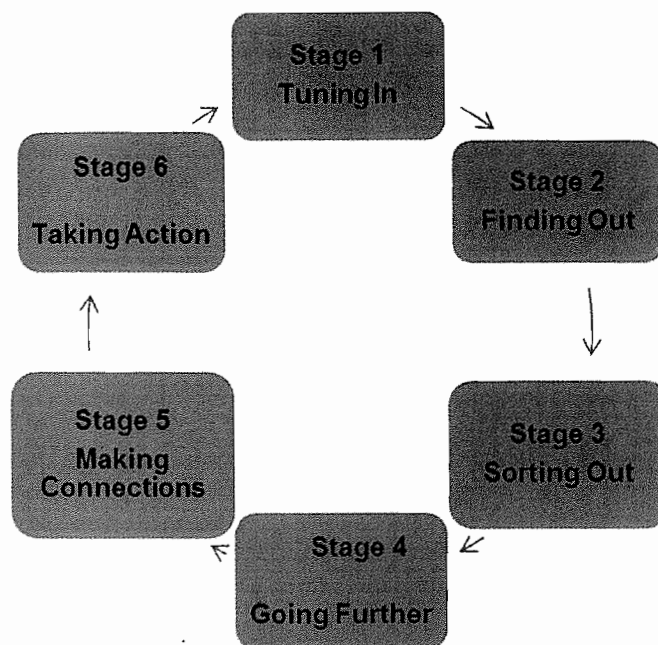 Stage 1
Tuning In
Stage 2
Finding Out
Stage 3
Sorting Out
Stage 4
Going Further
Stage 5
Making
Connections
Stage 6
Taking Action